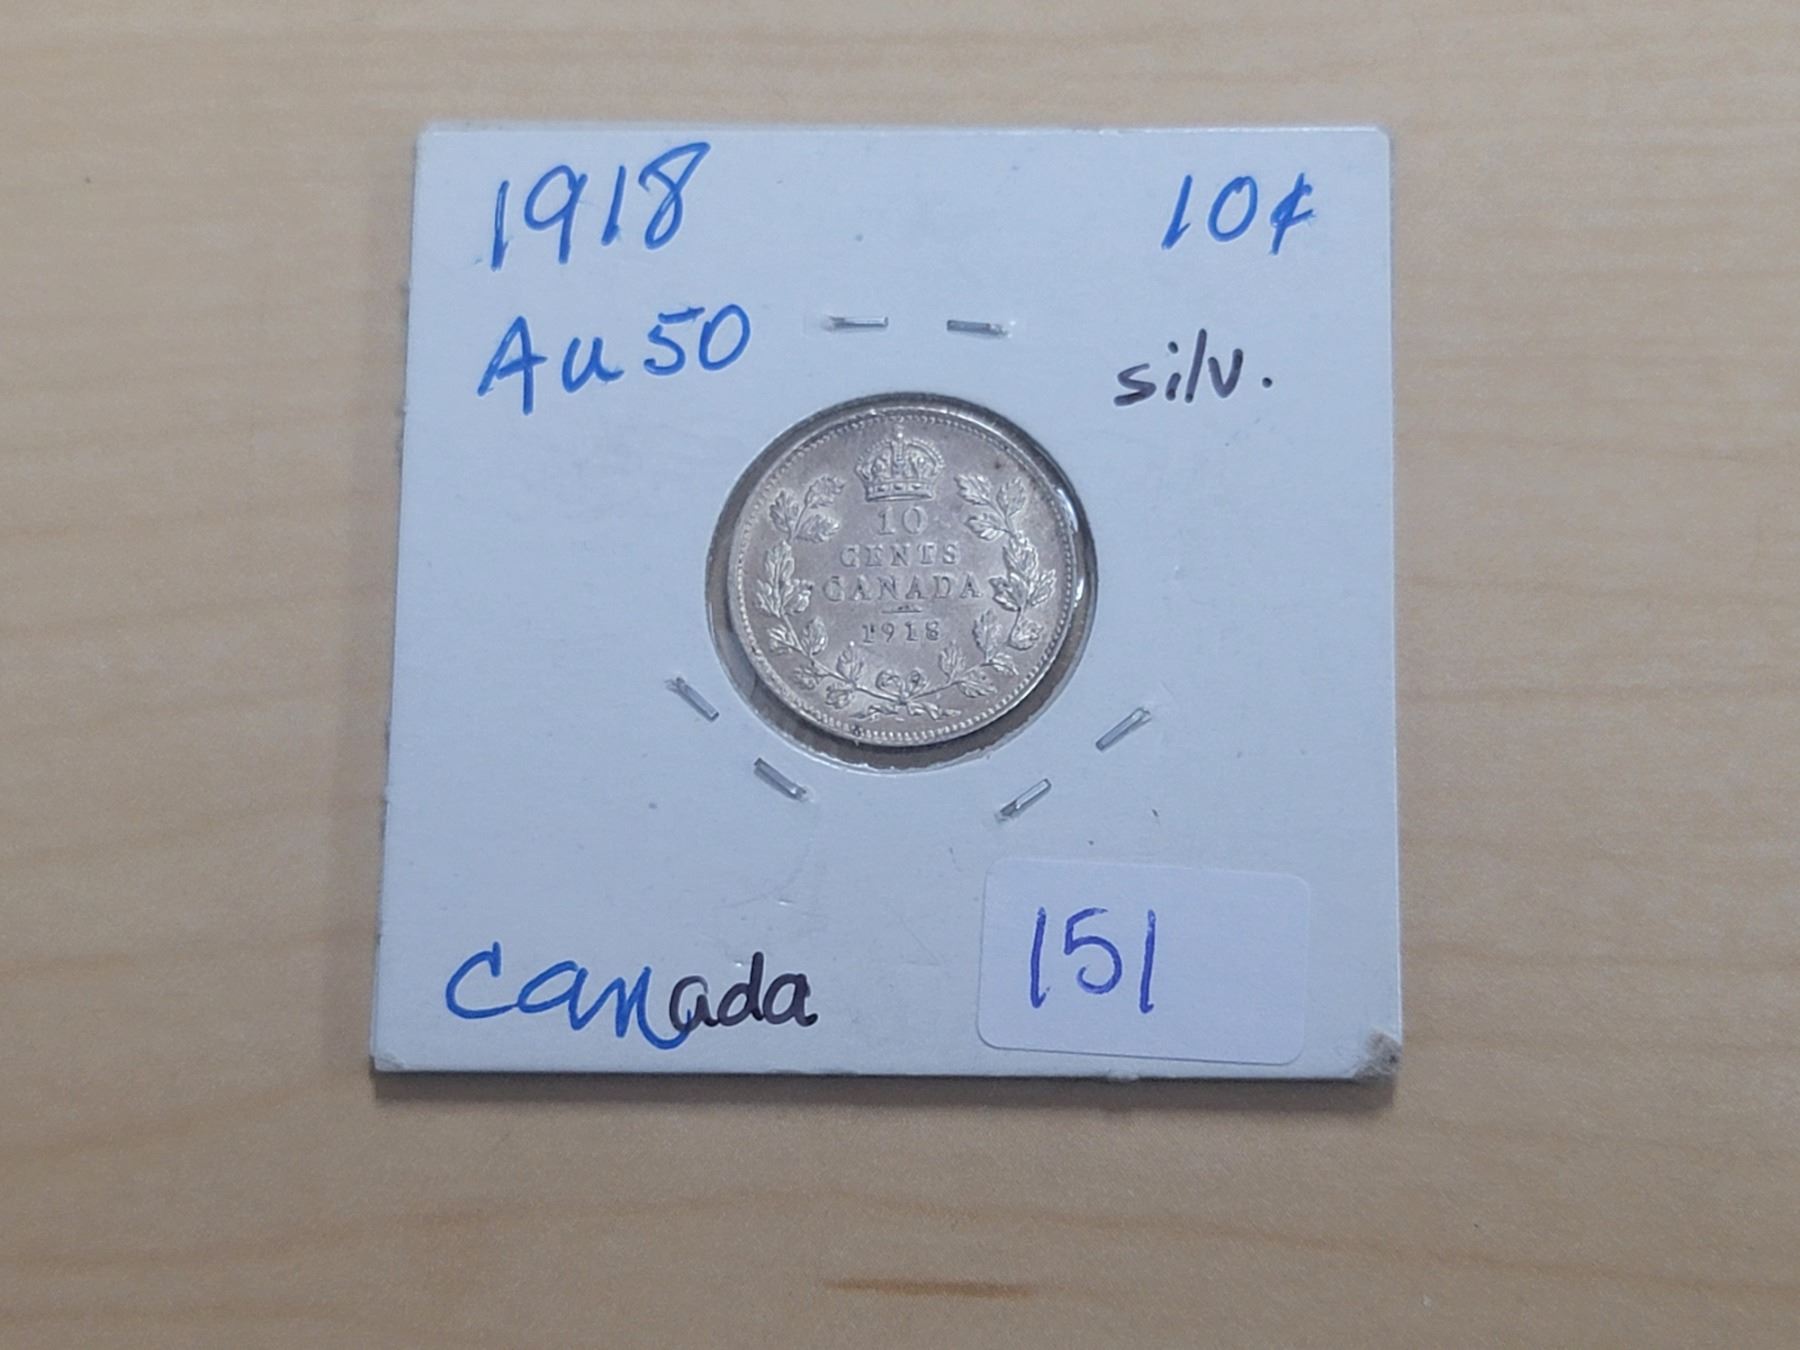 1918 10¢
Au50
silv.
10
CENTS
CANADA
1918
Canada
151